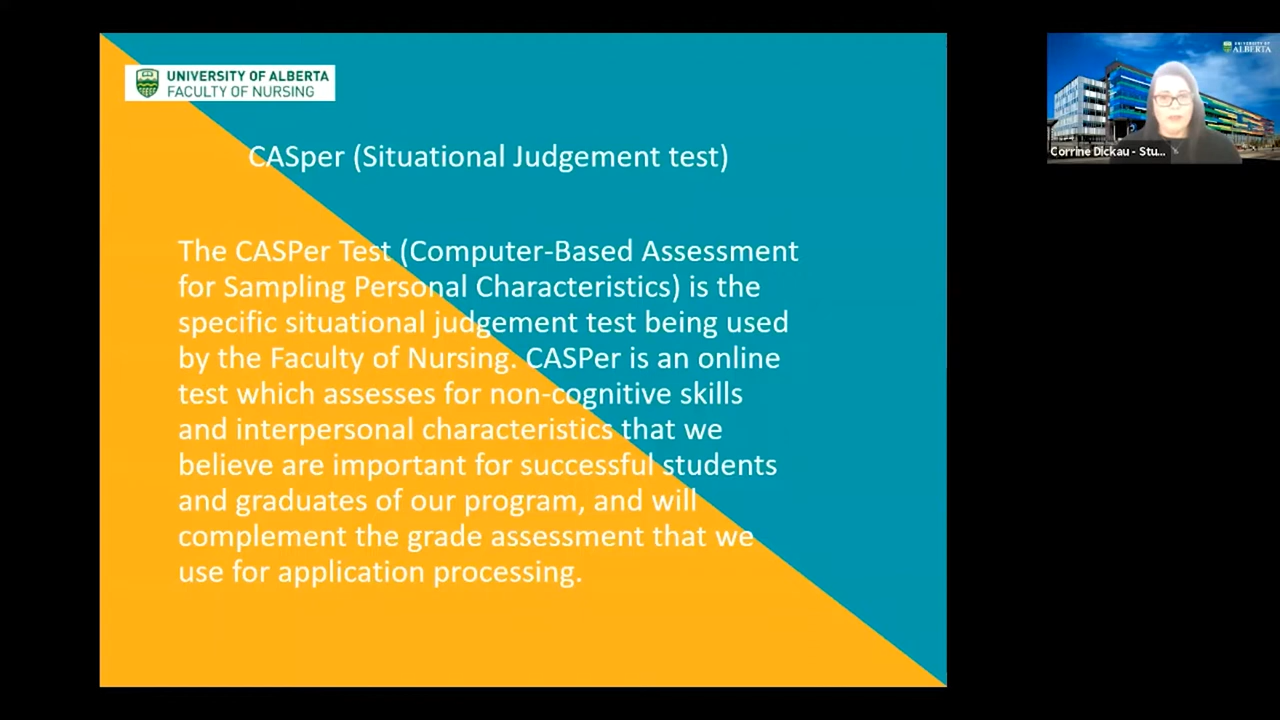 UNIVERSITY OF ALBERTA
FACULTY OF NURSING
CASper (Situational Judgement test)
The CASPer Test (Computer-Based Assessment
for Sampling Personal Characteristics) is the
specific situational judgement test being used
by the Faculty of Nursing. CASPer is an online
test which assesses for non-cognitive skills
and interpersonal characteristics that we
believe are important for successful students
and graduates of our program, and will
complement the grade assessment that we
use for application processing.
UNIVERSITY OF
ALBERTA
Corrine Dickau - Stu...